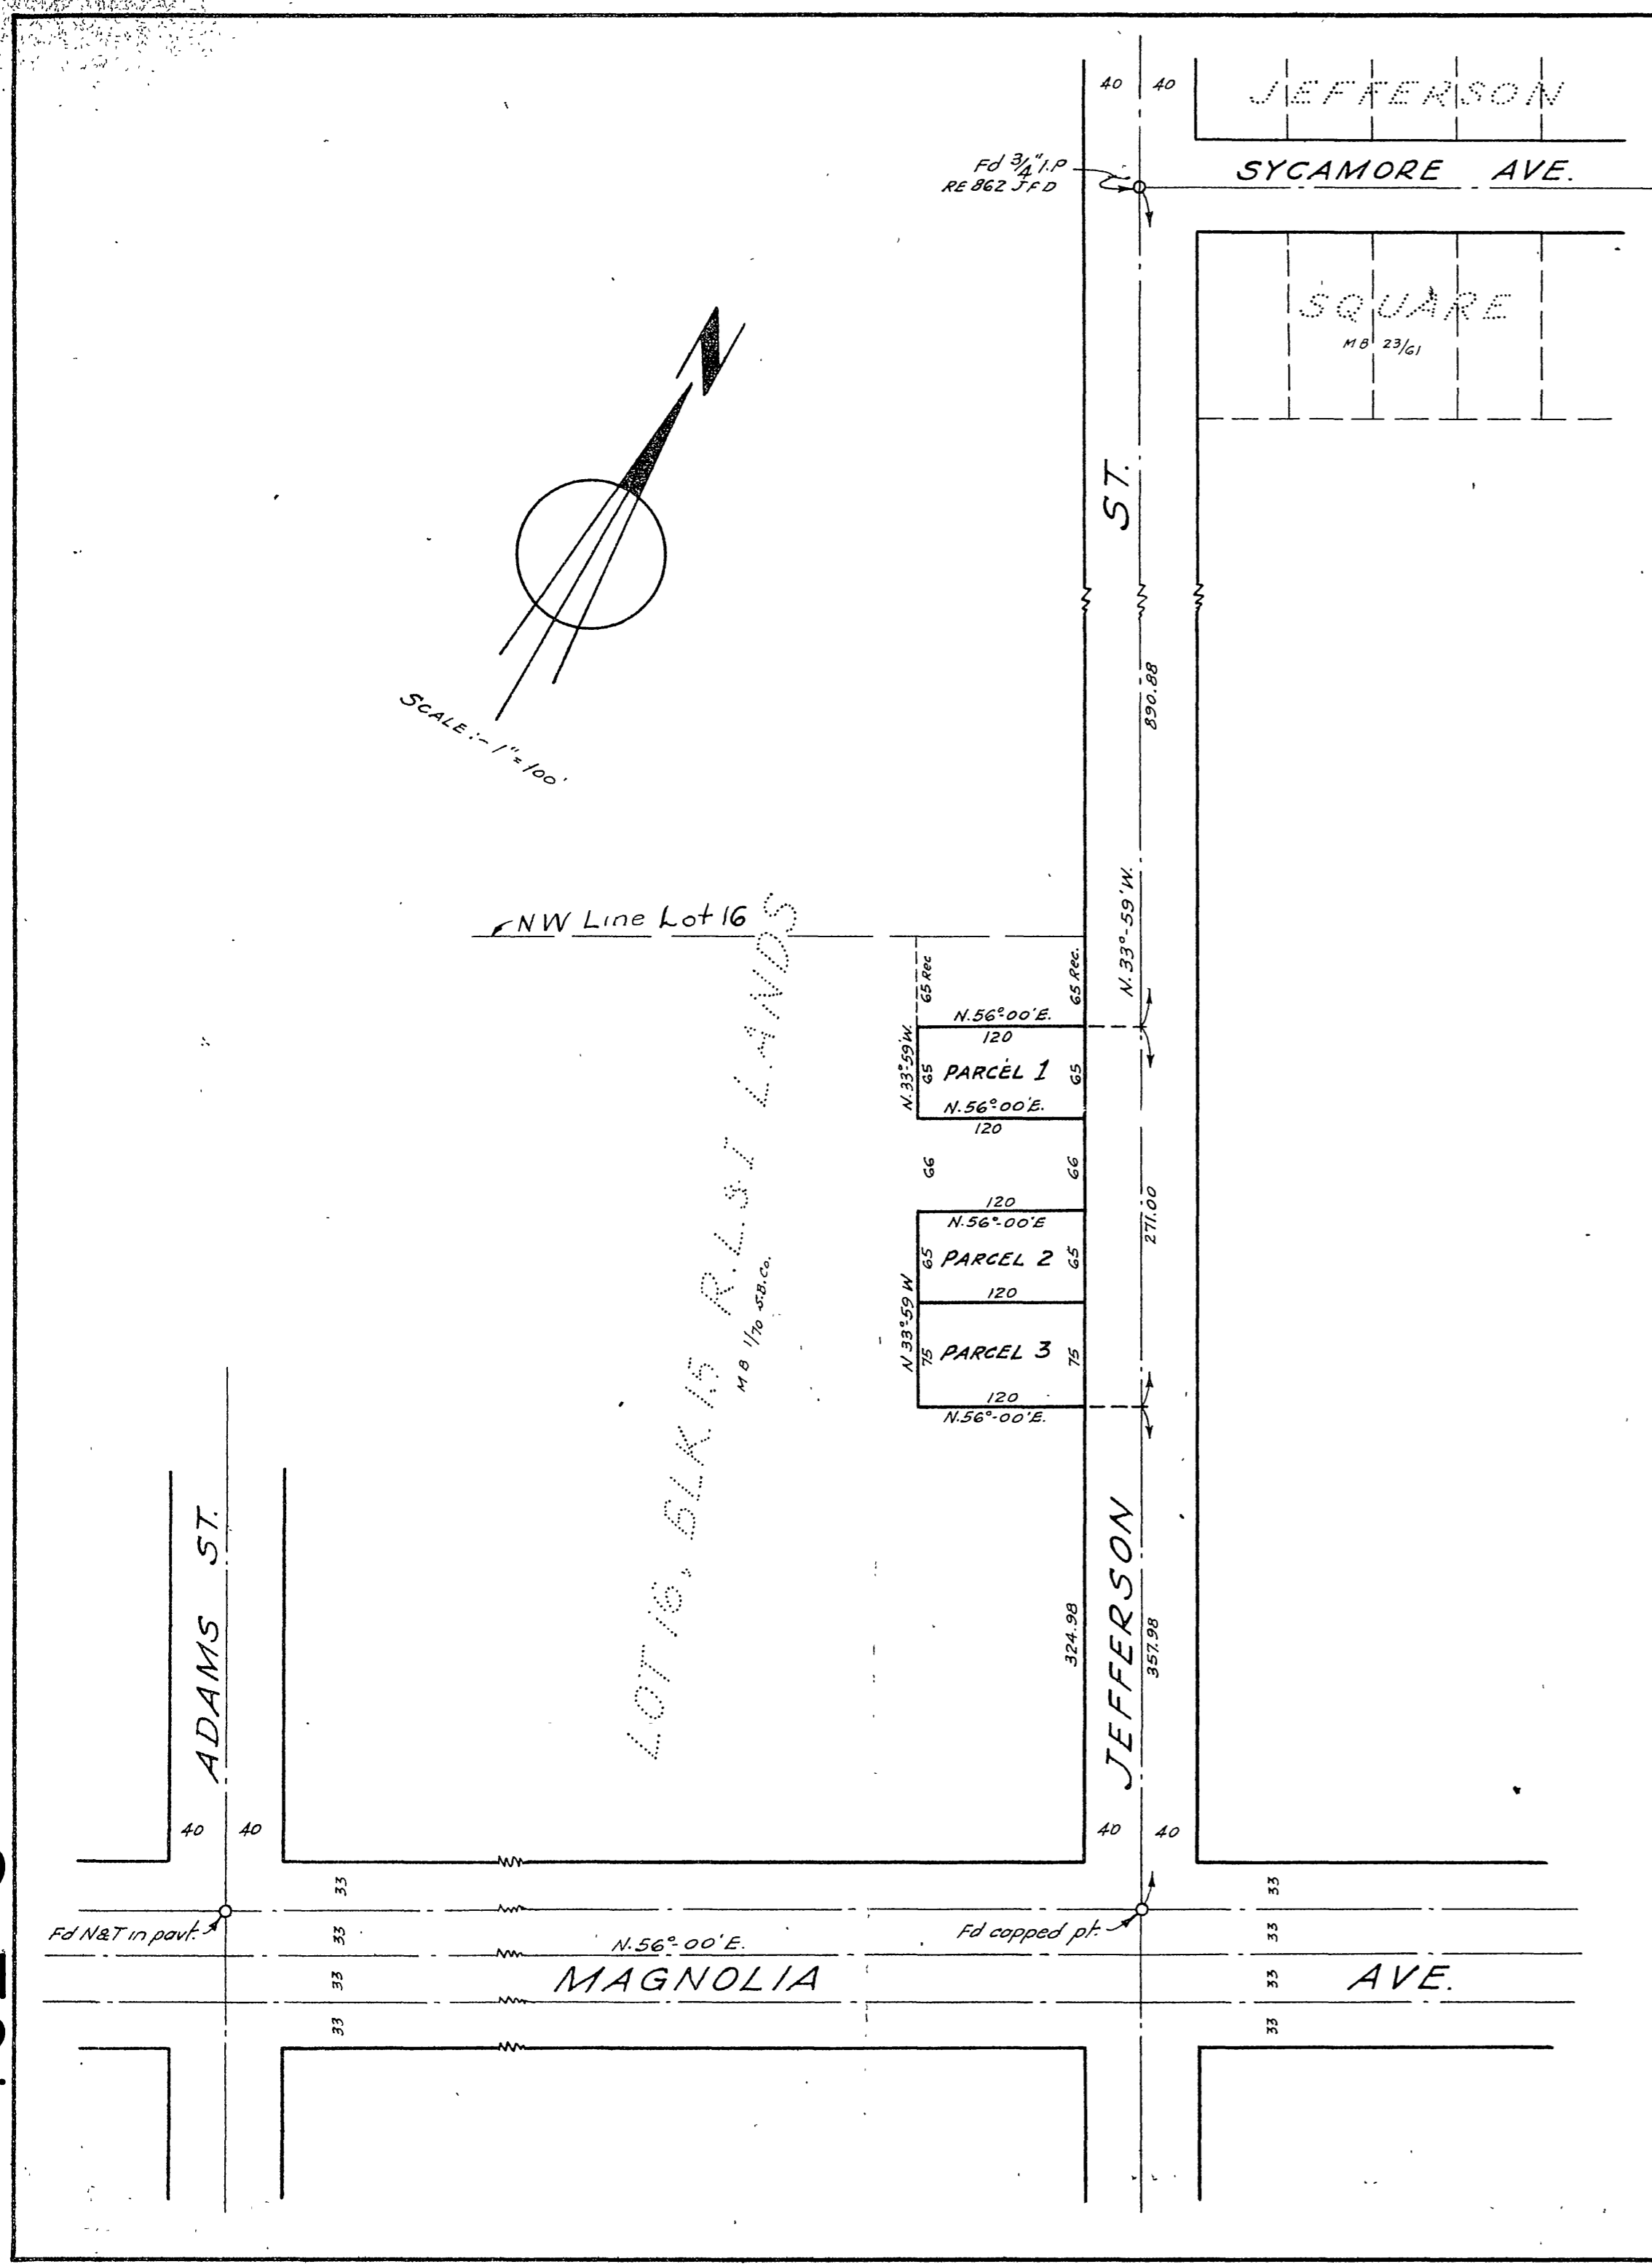 40 40
JEFFERSON
Fd 3/4" I.P
RE 862 JFD
SYCAMORE AVE.
SQUARE
MB 23/61
N
ST.
SCALE:- 1"=100'
890.88
N.33°-59'W.
NW Line Lot 16
65 Rec
65 Rec.
N.56°-00'E.
120
N.33°-59'W.
65 PARCEL 1 65
N.56°-00'E.
120
66 66
271.00
120
N.56°-00'E
65 PARCEL 2 65
120
N 33°-59 W
75 PARCEL 3 75
120
N.56°-00'E.
LOT 16, BLK 15 R.L.&I LANDS
M B 1/70 S.B.Co.
ADAMS ST.
324.98
JEFFERSON
357.98
40 40
40 40
33 33
Fd N&T in pavt.
33
Fd capped pt.
33
N.56°-00'E.
33
MAGNOLIA AVE.
33
33 33